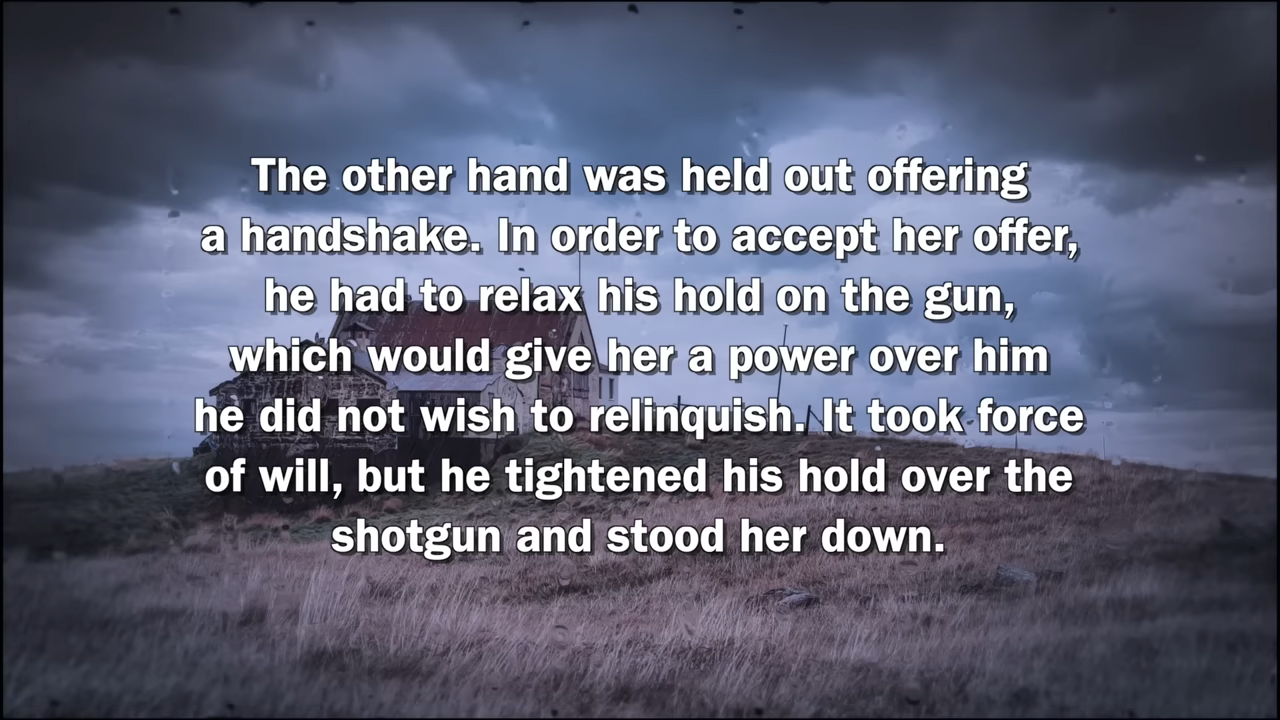 The other hand was held out offering
a handshake. In order to accept her offer,
he had to relax his hold on the gun,
which would give her a power over him
he did not wish to relinquish. It took force
of will, but he tightened his hold over the
shotgun and stood her down.